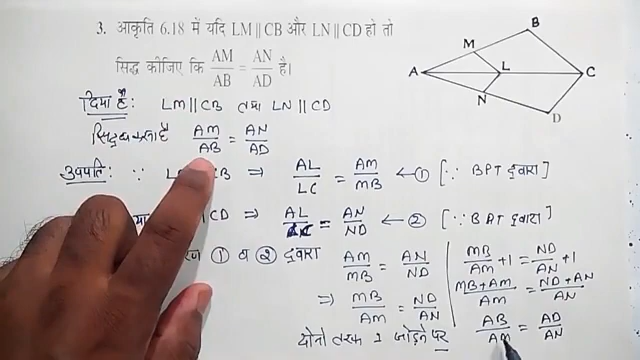 3. आकृति 6.18 में यदि LM || CB और LN || CD हो तो
सिद्ध कीजिए कि AM/AB = AN/AD है।
A M B L C N D
दिया है: LM || CB तथा LN || CD
सिद्ध करना है AM/AB = AN/AD
उपपत्ति: ∵ CB ⇒ AL/LC = AM/MB ← ① [∵ BPT द्वारा]
CD ⇒ AL/LC = AN/ND ← ② [∵ BPT द्वारा]
① व ② द्वारा AM/MB = AN/ND
⇒ MB/AM = ND/AN
दोनो तरफ 1 जोड़ने पर
MB/AM + 1 = ND/AN + 1
MB+AM/AM = ND+AN/AN
AB/AM = AD/AN